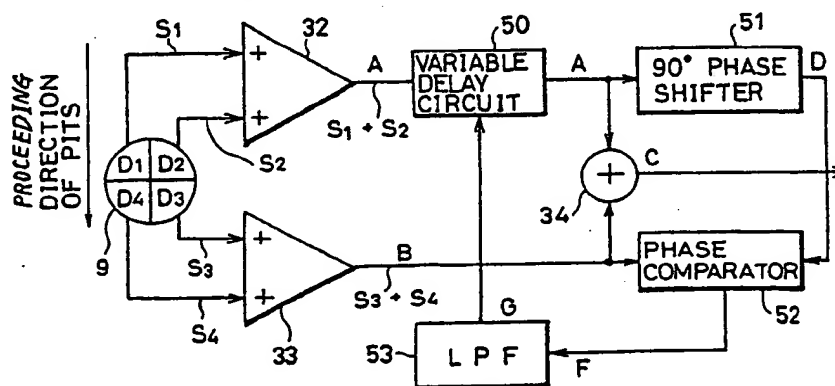 PROCEEDING
DIRECTION
OF PITS
S1
S2
D1 D2
D4 D3
9
S3
S4
32
+
+
A
S1 + S2
50
VARIABLE
DELAY
CIRCUIT
A
51
90° PHASE
SHIFTER
D
+
C
34
33
+
+
B
S3 + S4
PHASE
COMPARATOR
52
G
53
LPF
F